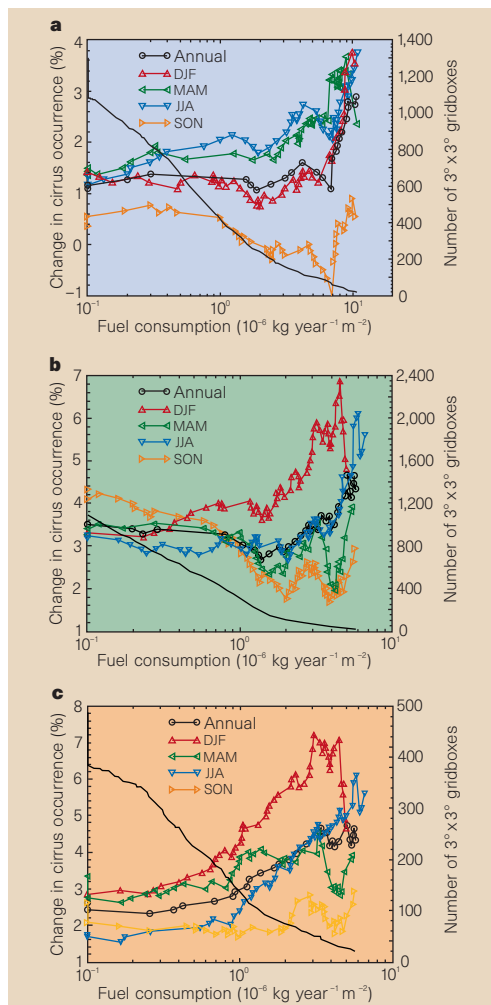 a
4
3
2
1
0
−1
1,400
1,200
1,000
800
600
400
200
0
Annual
DJF
MAM
JJA
SON
Change in cirrus occurrence (%)
Number of 3° x3° gridboxes
10⁻¹ 10⁰ 10¹
Fuel consumption (10⁻⁶ kg year⁻¹ m⁻²)
b
7
6
5
4
3
2
1
2,400
2,000
1,600
1,200
800
400
0
Annual
DJF
MAM
JJA
SON
Change in cirrus occurrence (%)
Number of 3° x3° gridboxes
10⁻¹ 10⁰ 10¹
Fuel consumption (10⁻⁶ kg year⁻¹ m⁻²)
c
8
7
6
5
4
3
2
1
500
400
300
200
100
0
Annual
DJF
MAM
JJA
SON
Change in cirrus occurrence (%)
Number of 3° x3° gridboxes
10⁻¹ 10⁰ 10¹
Fuel consumption (10⁻⁶ kg year⁻¹ m⁻²)